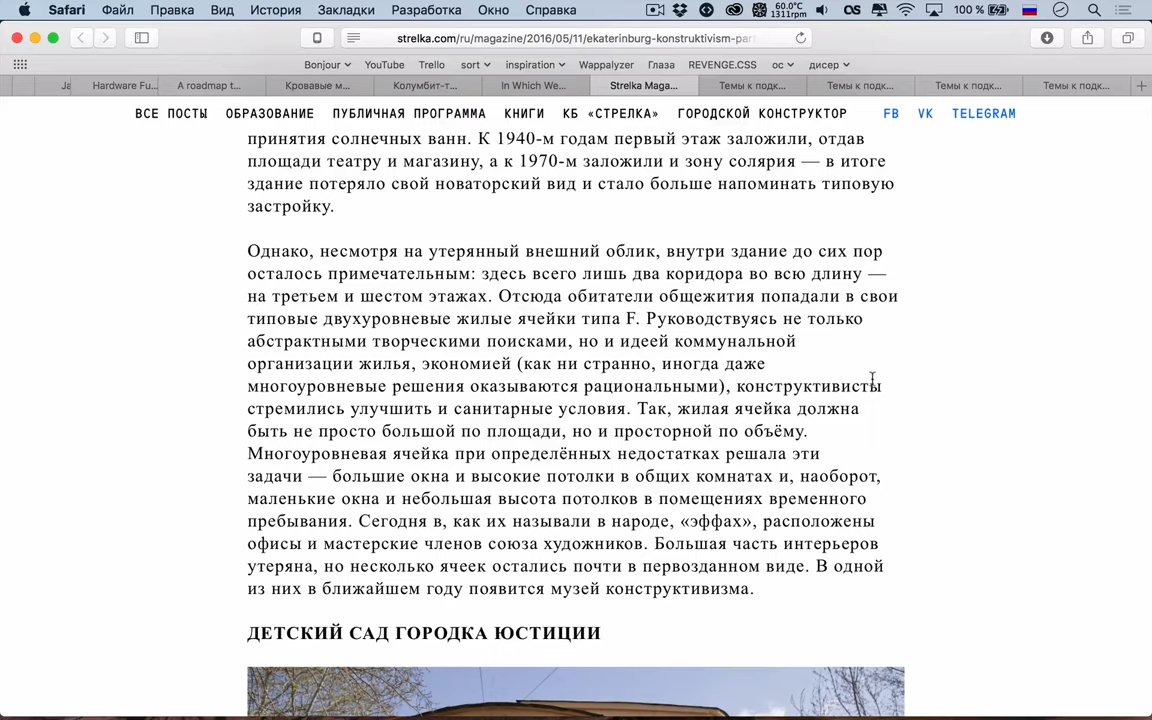 Safari Файл Правка Вид История Закладки Разработка Окно Справка 60.0°C 1311rpm 100 %
strelka.com/ru/magazine/2016/05/11/ekaterinburg-konstruktivism-par
Bonjour YouTube Trello sort inspiration Wappalyzer Глаза REVENGE.CSS ос дисер
Ja Hardware Fu... A roadmap t... Кровавые м... Колумбит-т... In Which We... Strelka Maga... Темы к подк... Темы к подк... Темы к подк... Темы к подк...
ВСЕ ПОСТЫ ОБРАЗОВАНИЕ ПУБЛИЧНАЯ ПРОГРАММА КНИГИ КБ «СТРЕЛКА» ГОРОДСКОЙ КОНСТРУКТОР FB VK TELEGRAM
принятия солнечных ванн. К 1940-м годам первый этаж заложили, отдав
площади театру и магазину, а к 1970-м заложили и зону солярия — в итоге
здание потеряло свой новаторский вид и стало больше напоминать типовую
застройку.
Однако, несмотря на утерянный внешний облик, внутри здание до сих пор
осталось примечательным: здесь всего лишь два коридора во всю длину —
на третьем и шестом этажах. Отсюда обитатели общежития попадали в свои
типовые двухуровневые жилые ячейки типа F. Руководствуясь не только
абстрактными творческими поисками, но и идеей коммунальной
организации жилья, экономией (как ни странно, иногда даже
многоуровневые решения оказываются рациональными), конструктивисты
стремились улучшить и санитарные условия. Так, жилая ячейка должна
быть не просто большой по площади, но и просторной по объёму.
Многоуровневая ячейка при определённых недостатках решала эти
задачи — большие окна и высокие потолки в общих комнатах и, наоборот,
маленькие окна и небольшая высота потолков в помещениях временного
пребывания. Сегодня в, как их называли в народе, «эффах», расположены
офисы и мастерские членов союза художников. Большая часть интерьеров
утеряна, но несколько ячеек остались почти в первозданном виде. В одной
из них в ближайшем году появится музей конструктивизма.
ДЕТСКИЙ САД ГОРОДКА ЮСТИЦИИ